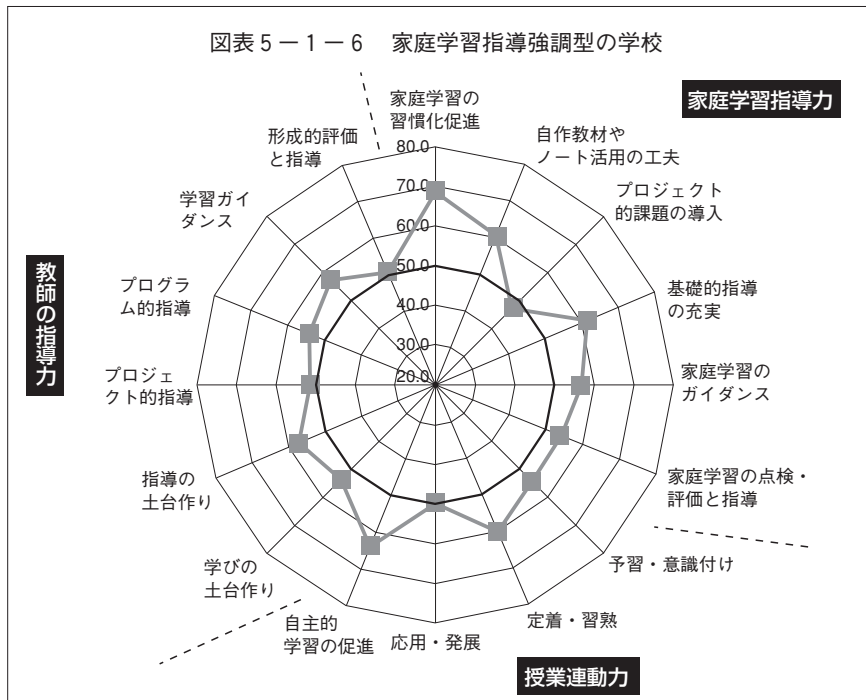 図表5－1－6　家庭学習指導強調型の学校
家庭学習指導力
家庭学習の
習慣化促進
自作教材や
ノート活用の工夫
プロジェクト
的課題の導入
基礎的指導
の充実
家庭学習の
ガイダンス
家庭学習の点検・
評価と指導
予習・意識付け
定着・習熟
授業連動力
応用・発展
自主的
学習の促進
学びの
土台作り
指導の
土台作り
プロジェ
クト的指導
教師の指導力
プログラ
ム的指導
学習ガイ
ダンス
形成的評価
と指導
80.0
70.0
60.0
50.0
40.0
30.0
20.0